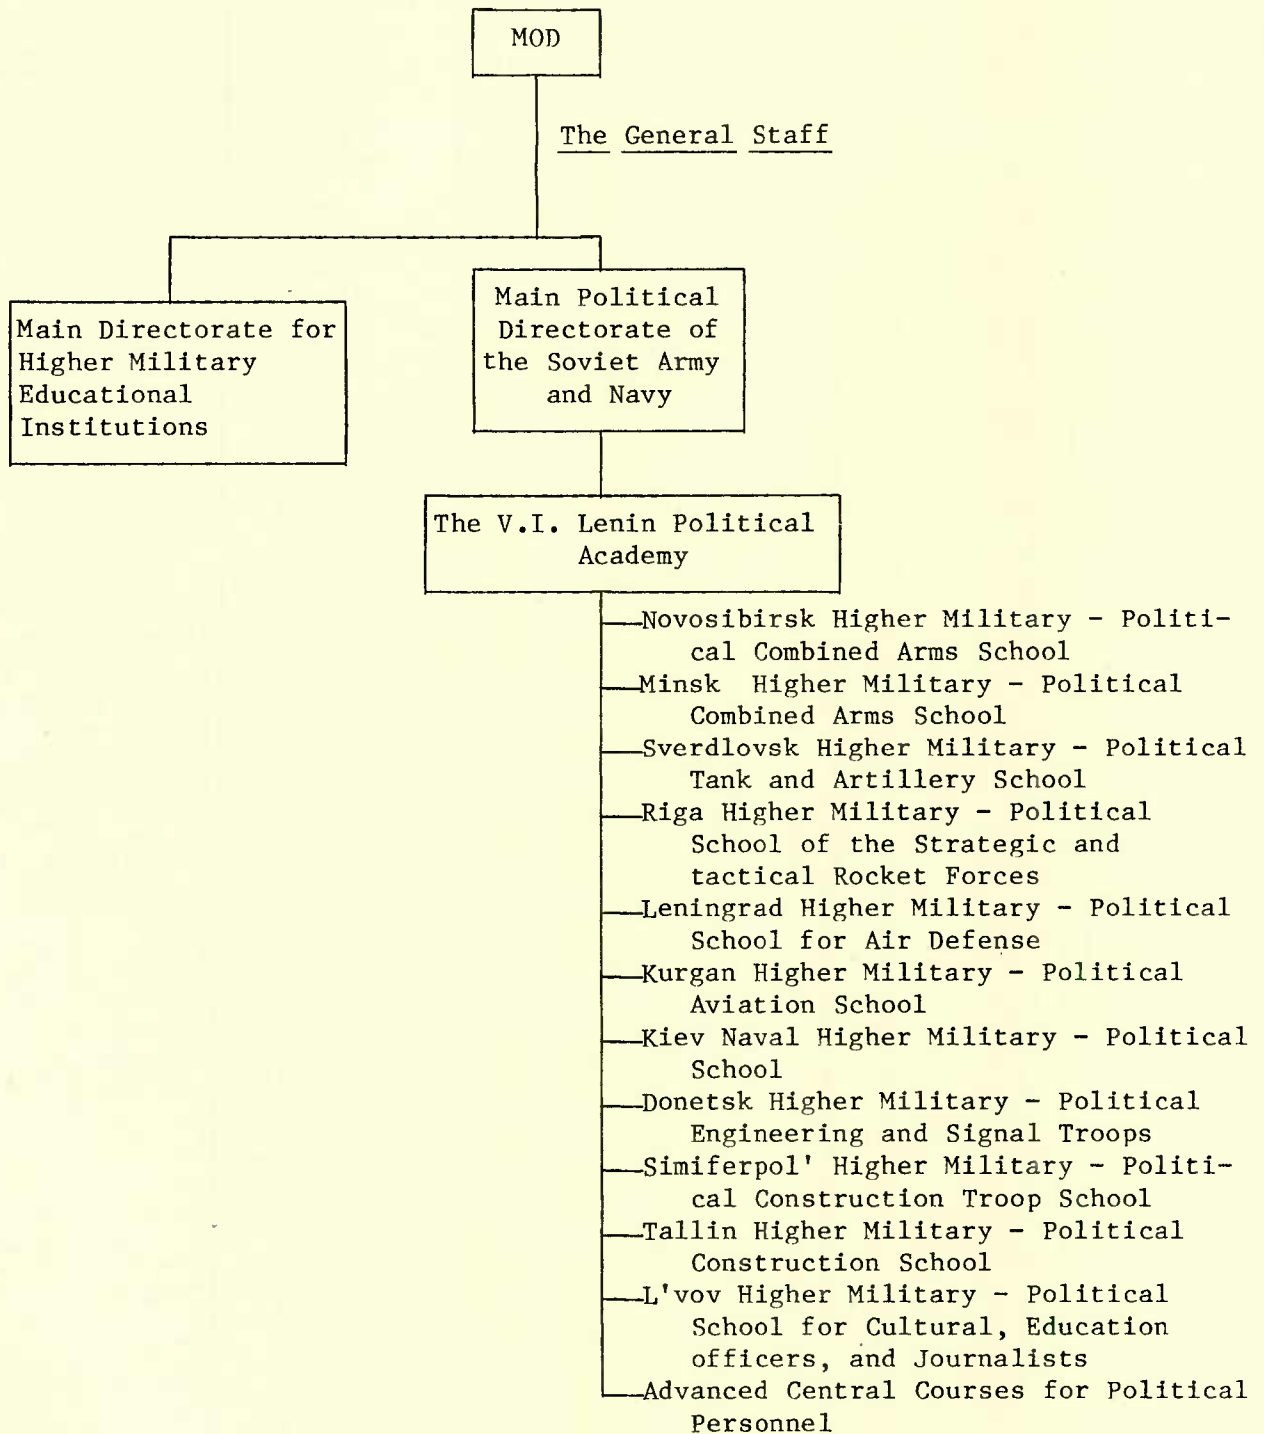 MOD
The General Staff
Main Directorate for
Higher Military
Educational
Institutions
Main Political
Directorate of
the Soviet Army
and Navy
The V.I. Lenin Political
Academy
Novosibirsk Higher Military - Politi-
cal Combined Arms School
Minsk Higher Military - Political
Combined Arms School
Sverdlovsk Higher Military - Political
Tank and Artillery School
Riga Higher Military - Political
School of the Strategic and
tactical Rocket Forces
Leningrad Higher Military - Political
School for Air Defense
Kurgan Higher Military - Political
Aviation School
Kiev Naval Higher Military - Political
School
Donetsk Higher Military - Political
Engineering and Signal Troops
Simiferpol' Higher Military - Politi-
cal Construction Troop School
Tallin Higher Military - Political
Construction School
L'vov Higher Military - Political
School for Cultural, Education
officers, and Journalists
Advanced Central Courses for Political
Personnel